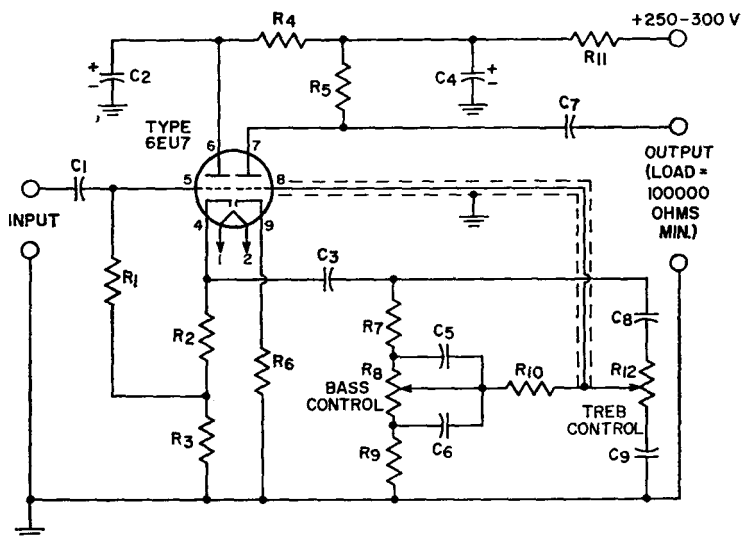 R4
+250-300 V
+
-
C2
R5
C4
+
-
R11
C7
TYPE
6EU7
6
7
C1
5
8
OUTPUT
(LOAD =
100000
OHMS
MIN.)
INPUT
4
9
1
2
C3
R1
R2
R7
C5
C8
R6
R8
BASS
CONTROL
R10
R12
TREB
CONTROL
R3
C6
R9
C9